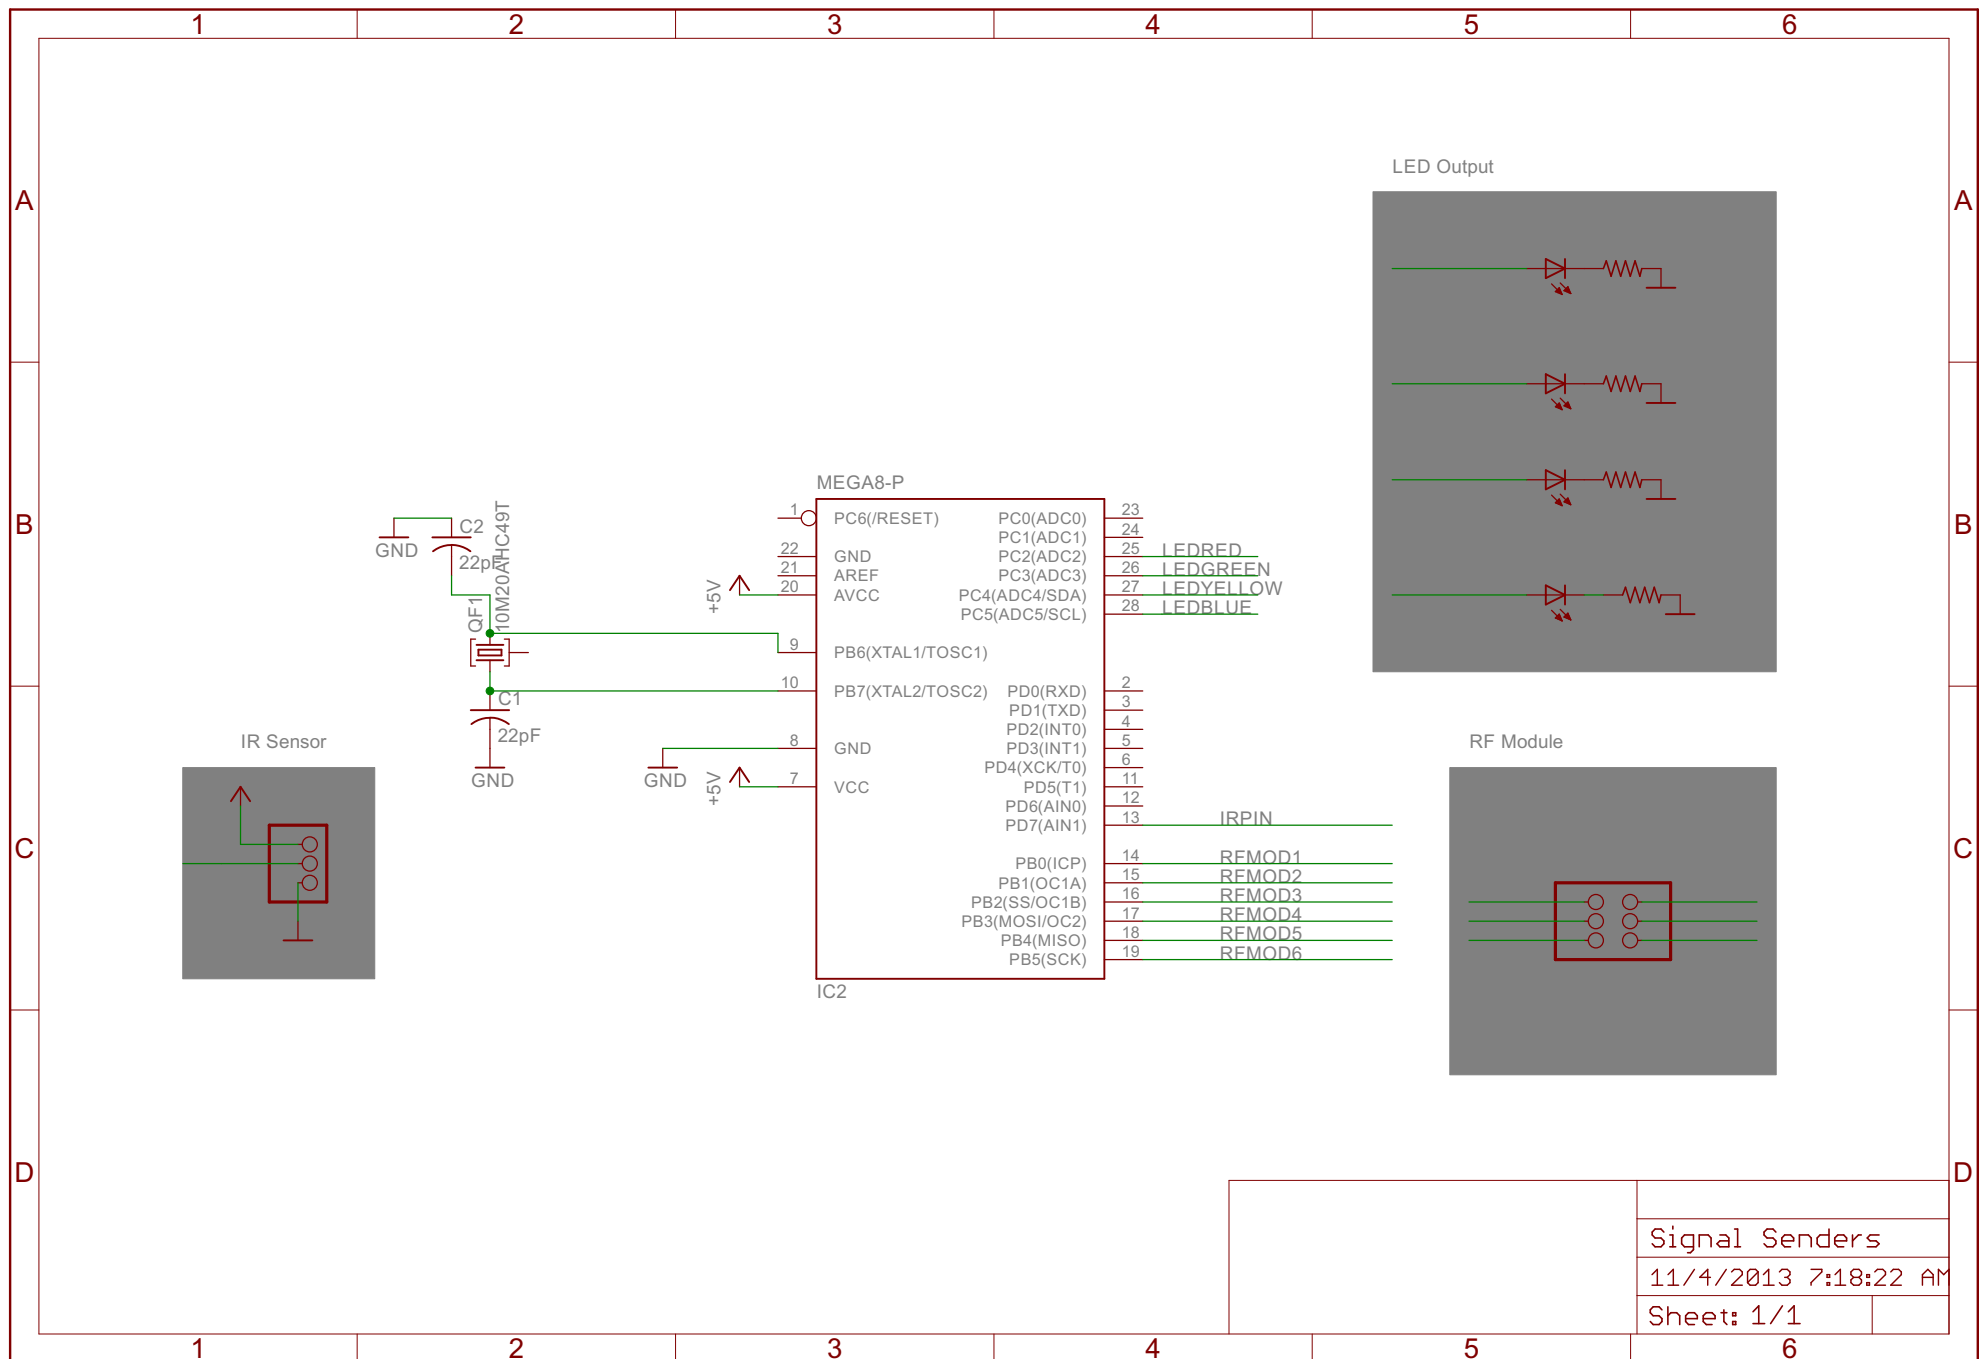 1 2 3 4 5 6
A A
B B
C C
D D
LED Output
MEGA8-P
1 PC6(/RESET)
22 GND
21 AREF
20 AVCC
9 PB6(XTAL1/TOSC1)
10 PB7(XTAL2/TOSC2)
8 GND
7 VCC
PC0(ADC0) 23
PC1(ADC1) 24
PC2(ADC2) 25 LEDRED
PC3(ADC3) 26 LEDGREEN
PC4(ADC4/SDA) 27 LEDYELLOW
PC5(ADC5/SCL) 28 LEDBLUE
PD0(RXD) 2
PD1(TXD) 3
PD2(INT0) 4
PD3(INT1) 5
PD4(XCK/T0) 6
PD5(T1) 11
PD6(AIN0) 12
PD7(AIN1) 13 IRPIN
PB0(ICP) 14 RFMOD1
PB1(OC1A) 15 RFMOD2
PB2(SS/OC1B) 16 RFMOD3
PB3(MOSI/OC2) 17 RFMOD4
PB4(MISO) 18 RFMOD5
PB5(SCK) 19 RFMOD6
IC2
GND
C2
22pF
QF1
10M20AHC49T
C1
22pF
GND
+5V
GND
+5V
IR Sensor
RF Module
Signal Senders
11/4/2013 7:18:22 AM
Sheet: 1/1
1 2 3 4 5 6